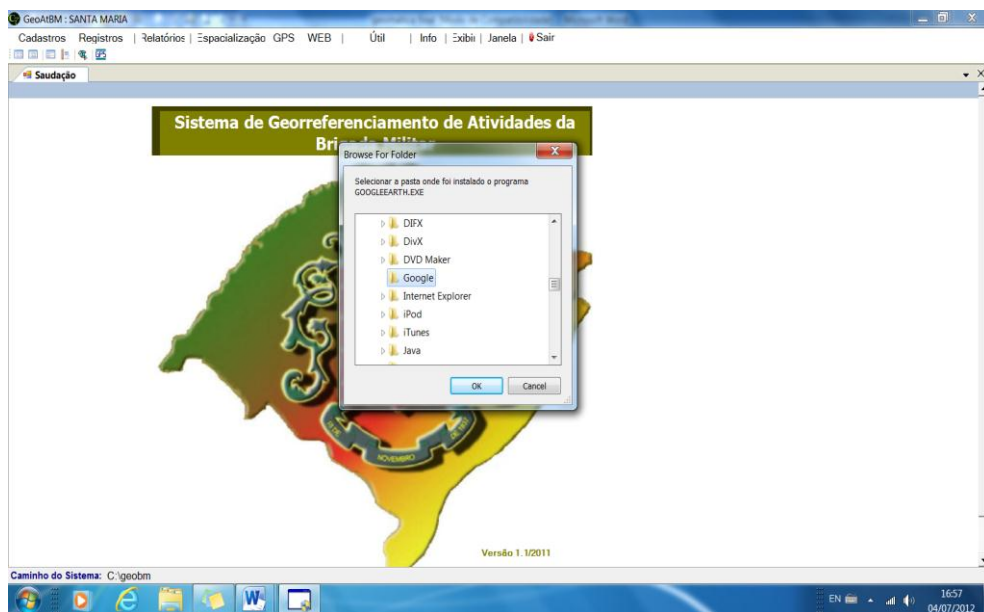 GeoAtBM : SANTA MARIA
Cadastros Registros | Relatórios | Espacialização GPS WEB | Útil | Info | Exibir | Janela | Sair
Saudação
Sistema de Georreferenciamento de Atividades da
Browse For Folder
Selecionar a pasta onde foi instalado o programa
GOOGLEEARTH.EXE
DIFX
DivX
DVD Maker
Google
Internet Explorer
iPod
iTunes
Java
OK Cancel
NOVEMBRO
Versão 1.1/2011
Caminho do Sistema: C:\geobm
EN
16:57
04/07/2012